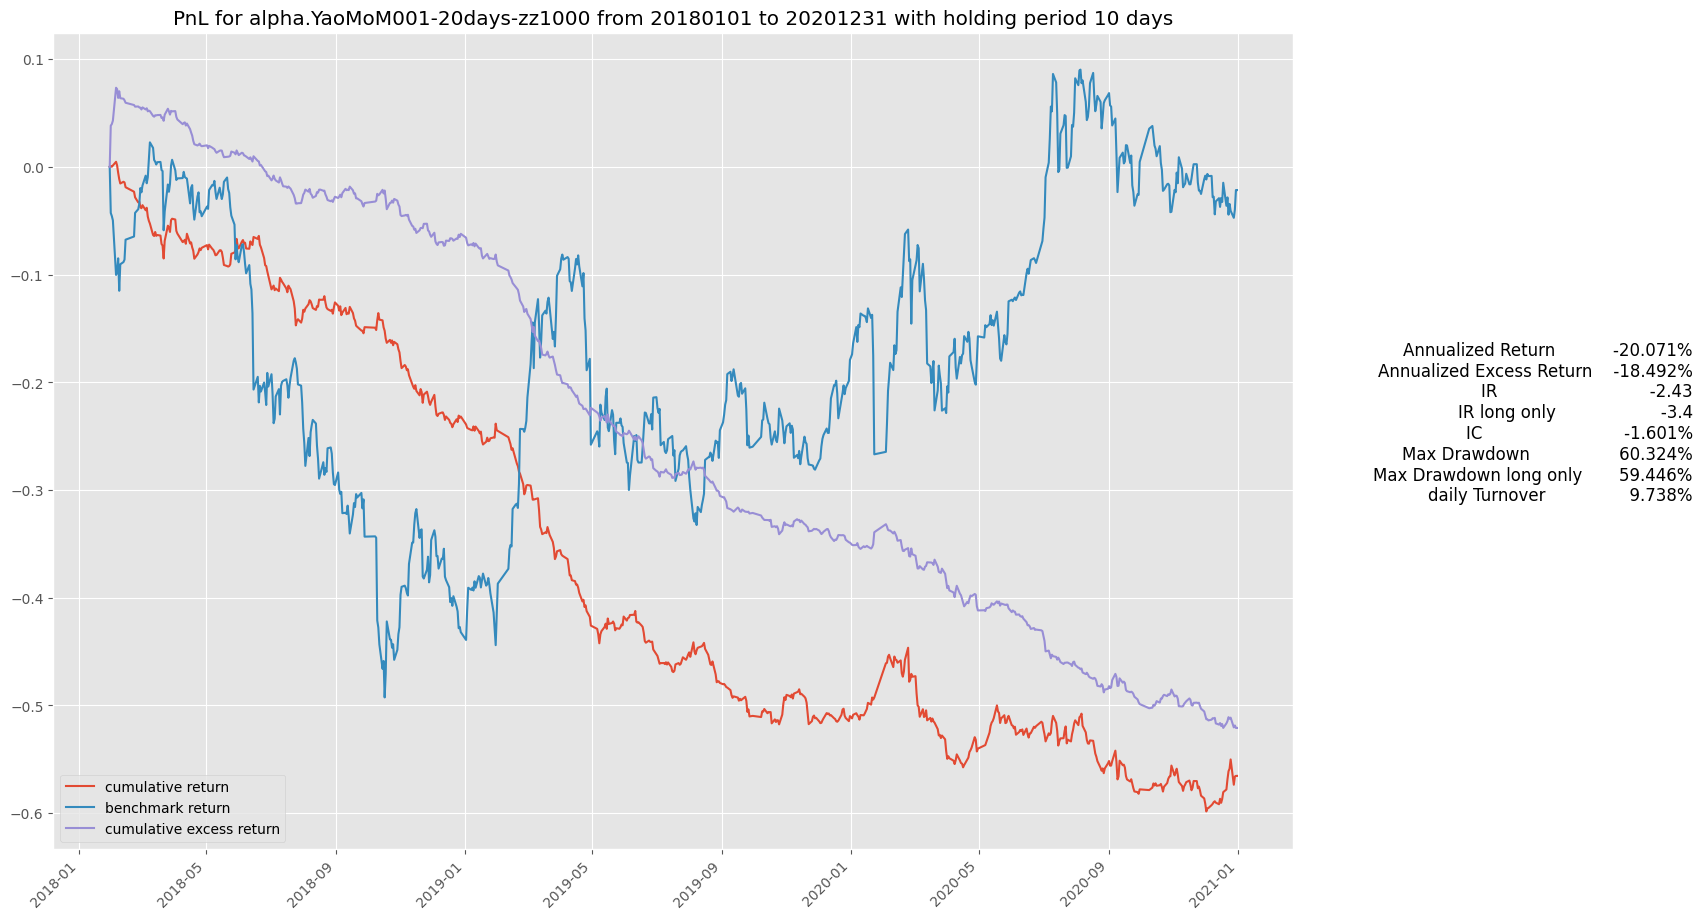 PnL for alpha.YaoMoM001-20days-zz1000 from 20180101 to 20201231 with holding period 10 days
0.1
0.0
−0.1
−0.2
−0.3
−0.4
−0.5
−0.6
Annualized Return -20.071%
Annualized Excess Return -18.492%
IR -2.43
IR long only -3.4
IC -1.601%
Max Drawdown 60.324%
Max Drawdown long only 59.446%
daily Turnover 9.738%
cumulative return
benchmark return
cumulative excess return
2018-01
2018-05
2018-09
2019-01
2019-05
2019-09
2020-01
2020-05
2020-09
2021-01